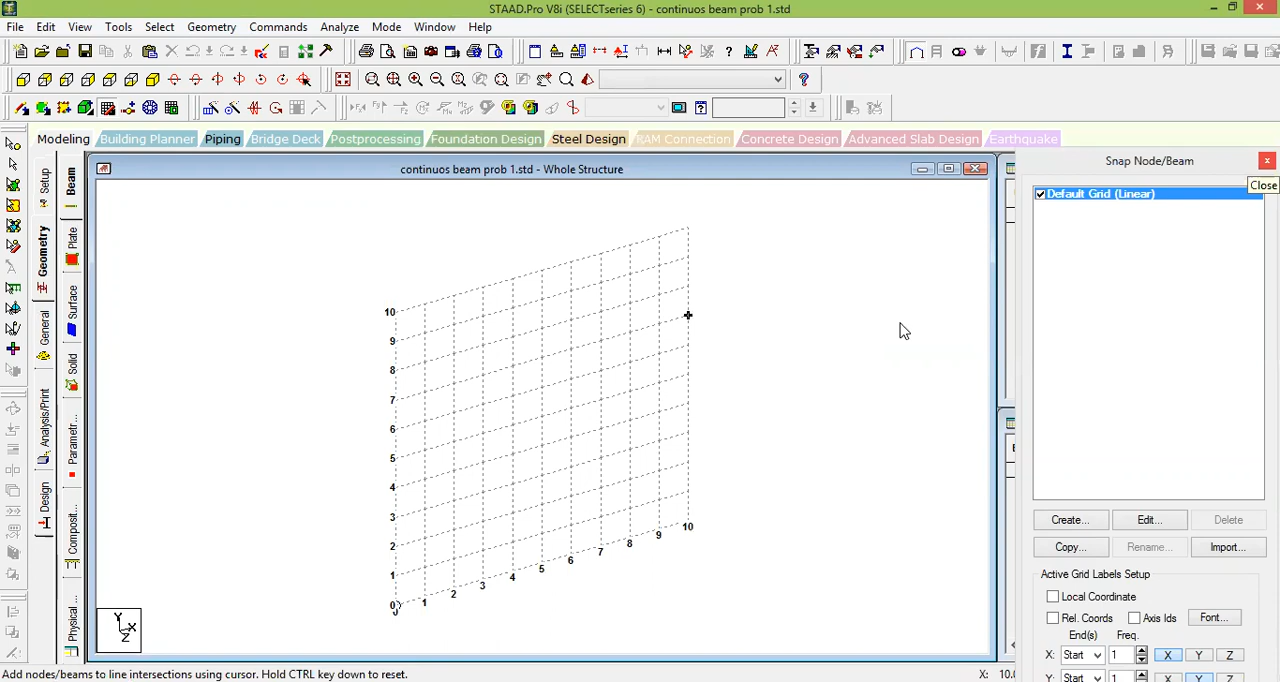 STAAD.Pro V8i (SELECTseries 6) - continuos beam prob 1.std
File Edit View Tools Select Geometry Commands Analyze Mode Window Help
Modeling Building Planner Piping Bridge Deck Postprocessing Foundation Design Steel Design RAM Connection Concrete Design Advanced Slab Design Earthquake
continuos beam prob 1.std - Whole Structure
Snap Node/Beam
Close
Default Grid (Linear)
Setup
Geometry
General
Analysis/Print
Design
Beam
Plate
Surface
Solid
Parametr...
Composit...
Physical ...
10
9
8
7
6
5
4
3
2
1
0
1 2 3 4 5 6 7 8 9 10
Y
X
Z
Create... Edit... Delete
Copy... Rename... Import...
Active Grid Labels Setup
Local Coordinate
Rel. Coords Axis Ids Font...
End(s) Freq.
X: Start 1 X Y Z
Y: Start 1 X Y Z
Add nodes/beams to line intersections using cursor. Hold CTRL key down to reset.
X: 10.0